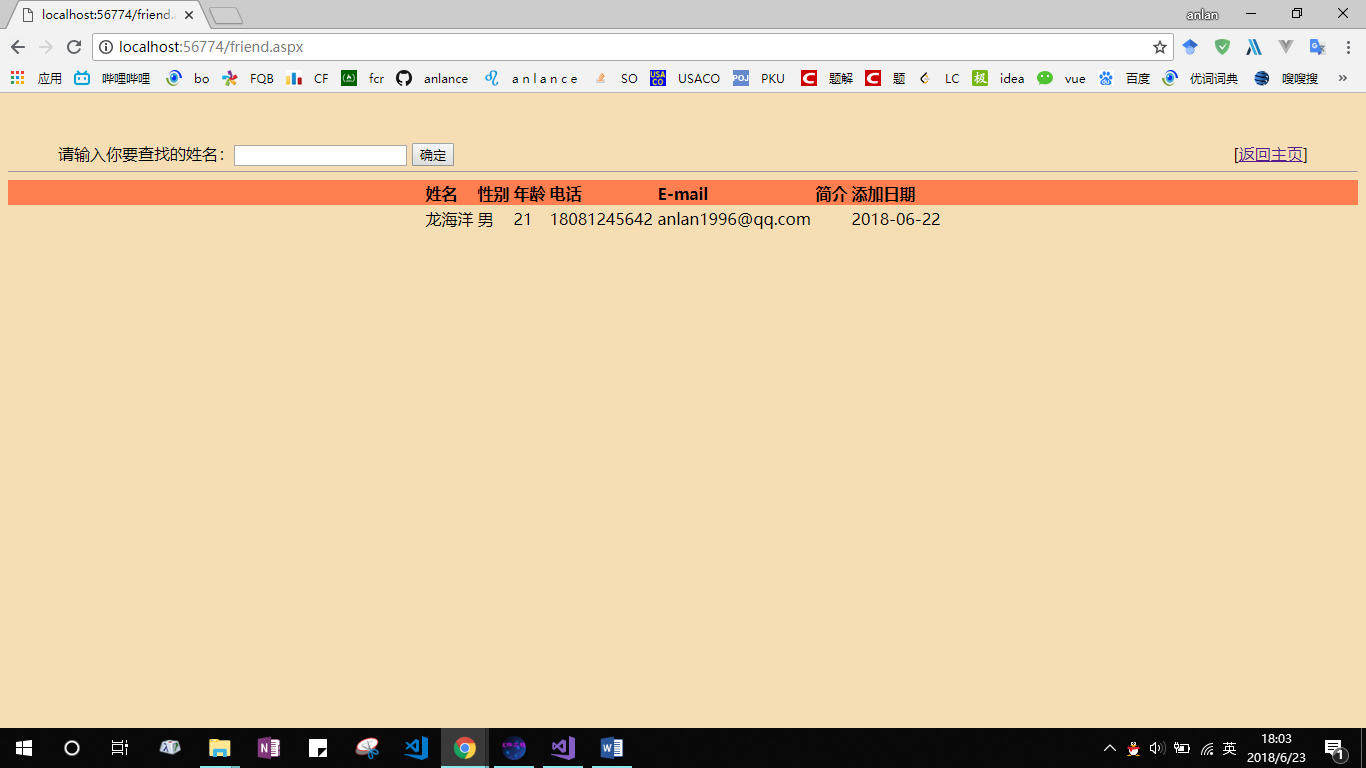 localhost:56774/friend.
anlan
localhost:56774/friend.aspx
应用 哔哩哔哩 bo FQB CF fcr anlance a n l a n c e SO USACO PKU 题解 题 LC idea vue 百度 优词词典 嗖嗖搜 »
请输入你要查找的姓名： 确定 [返回主页]
姓名 性别 年龄 电话 E-mail 简介 添加日期
龙海洋 男 21 18081245642 anlan1996@qq.com 2018-06-22
英
18:03
2018/6/23
1